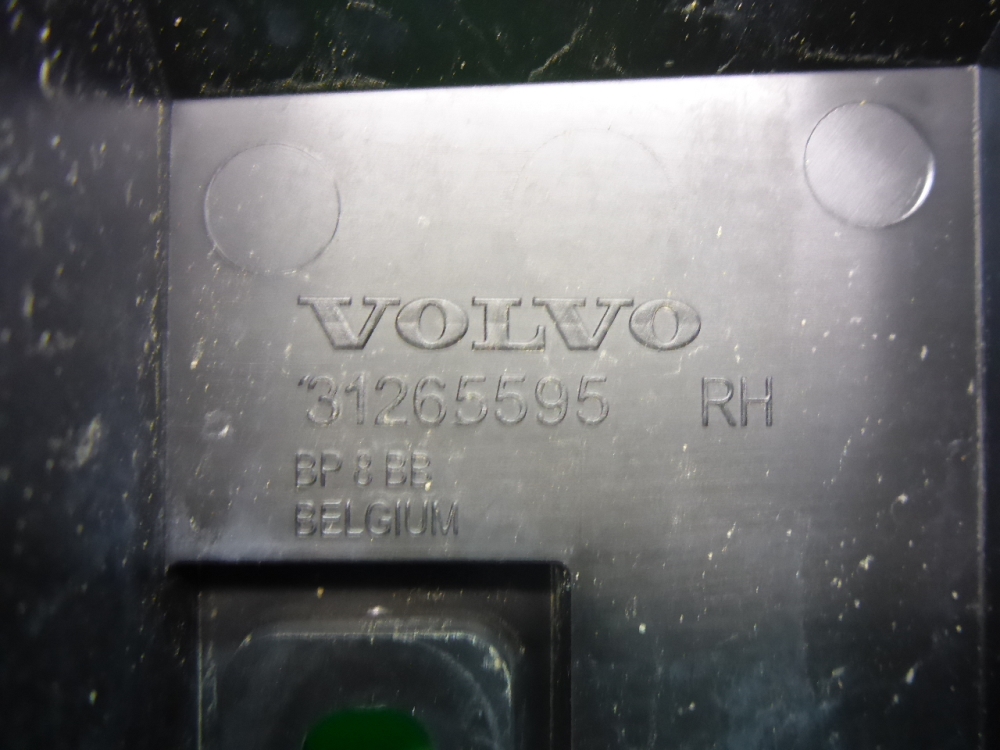 VOLVO
31265595 RH
BP 8 BB
BELGIUM